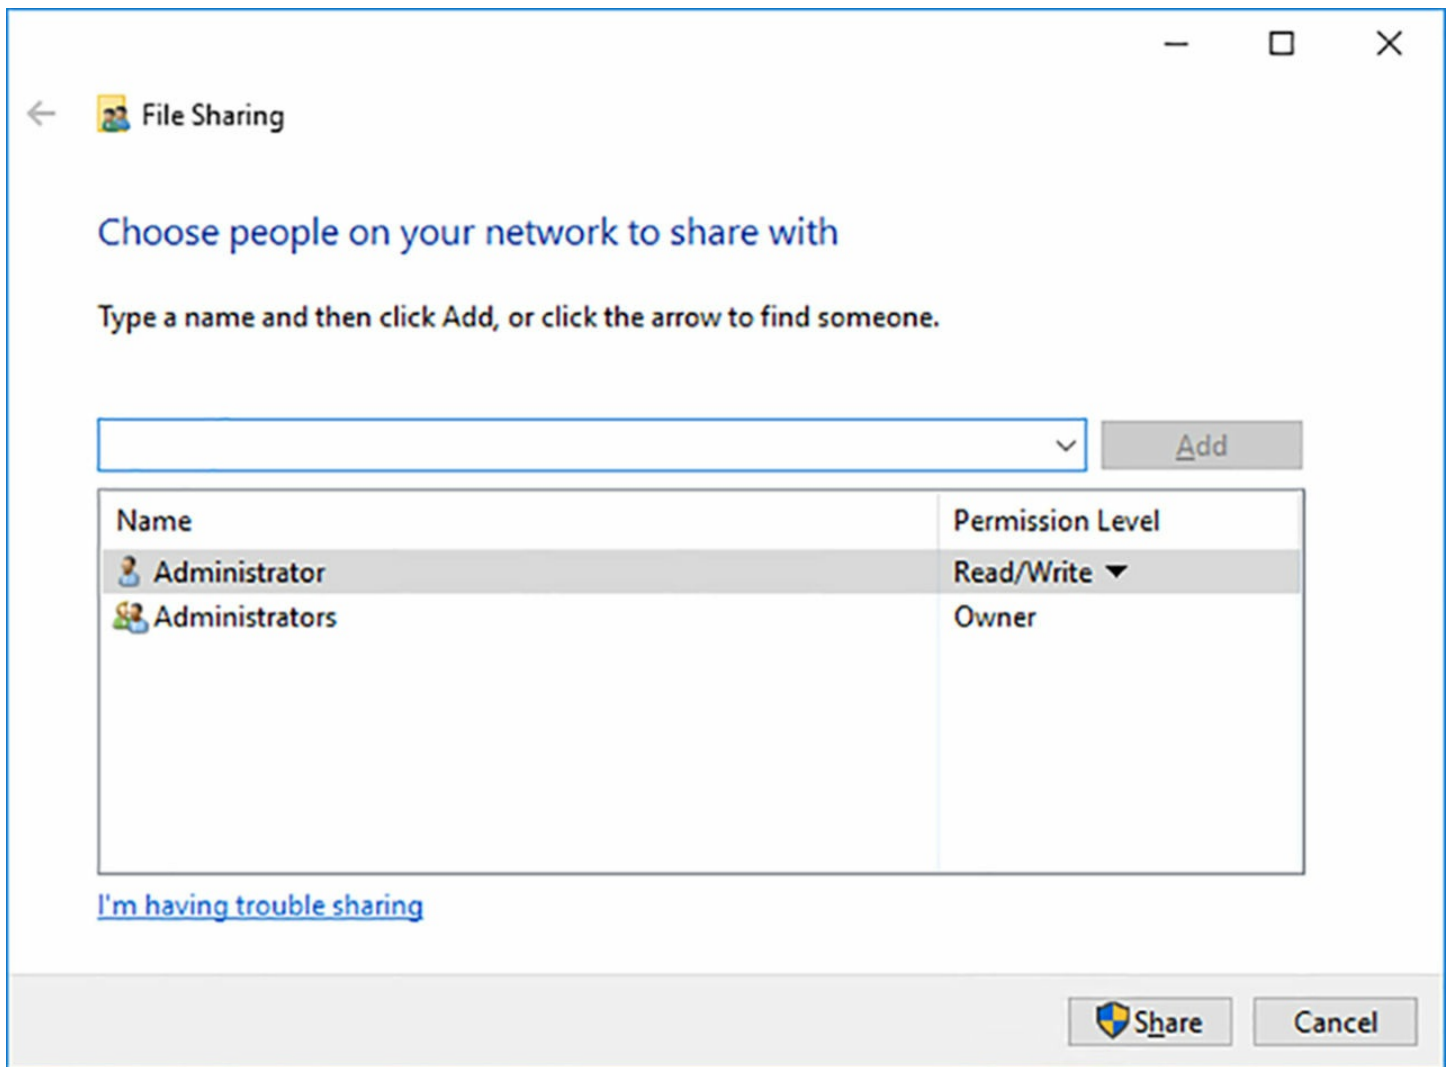 File Sharing
Choose people on your network to share with
Type a name and then click Add, or click the arrow to find someone.
Add
Name Permission Level
Administrator Read/Write
Administrators Owner
I'm having trouble sharing
Share Cancel